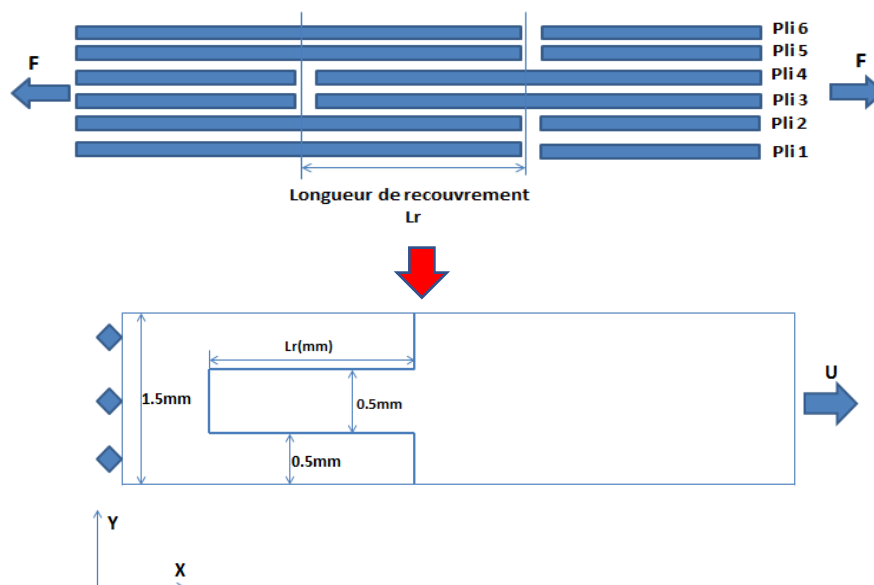 Pli 6
Pli 5
F
Pli 4
F
Pli 3
Pli 2
Pli 1
Longueur de recouvrement
Lr
Lr(mm)
U
1.5mm
0.5mm
0.5mm
Y
X